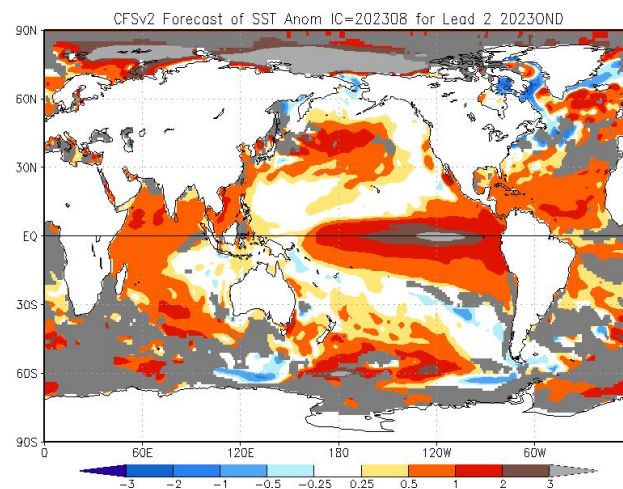 CFSv2 Forecast of SST Anom IC=202308 for Lead 2 2023OND
90N
60N
30N
EQ
30S
60S
90S
0 60E 120E 180 120W 60W
-3 -2 -1 -0.5 -0.25 0.25 0.5 1 2 3